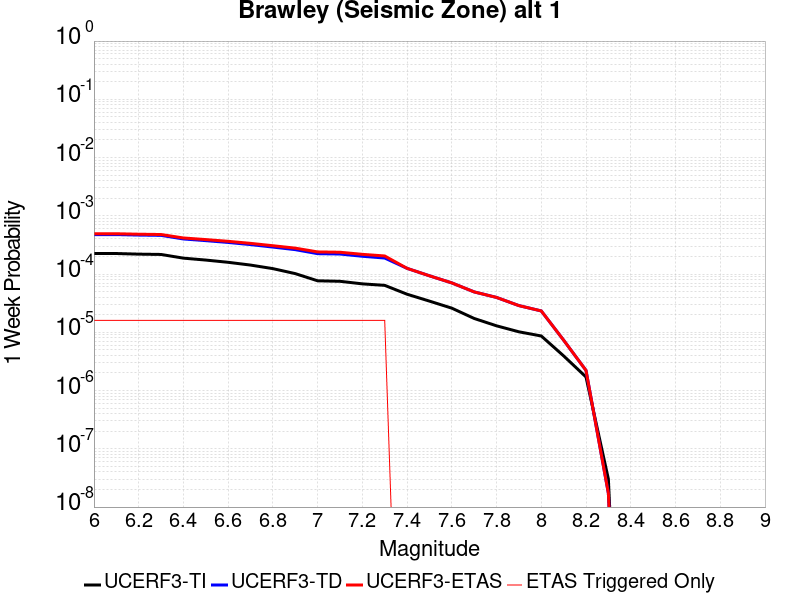 Brawley (Seismic Zone) alt 1
10^0
10^-1
10^-2
10^-3
10^-4
10^-5
10^-6
10^-7
10^-8
1 Week Probability
6 6.2 6.4 6.6 6.8 7 7.2 7.4 7.6 7.8 8 8.2 8.4 8.6 8.8 9
Magnitude
UCERF3-TI UCERF3-TD UCERF3-ETAS ETAS Triggered Only